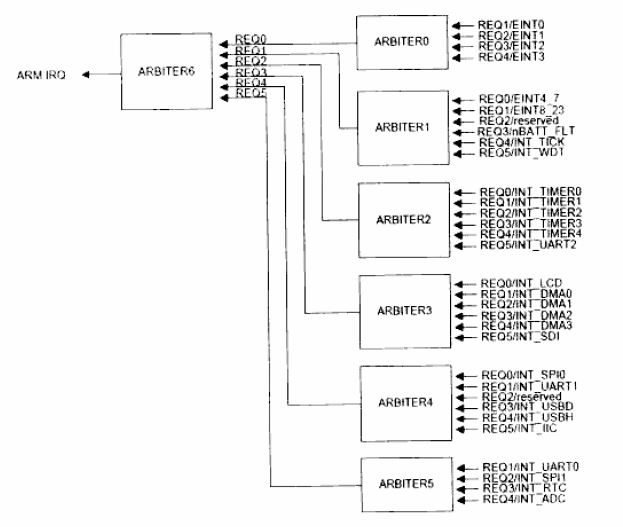 ARM IRQ
ARBITER6
REQ0
REQ1
REQ2
REQ3
REQ4
REQ5
ARBITER0
REQ1/EINT0
REQ2/EINT1
REQ3/EINT2
REQ4/EINT3
ARBITER1
REQ0/EINT4_7
REQ1/EINT8_23
REQ2/reserved
REQ3/nBATT_FLT
REQ4/INT_TICK
REQ5/INT_WDT
ARBITER2
REQ0/INT_TIMER0
REQ1/INT_TIMER1
REQ2/INT_TIMER2
REQ3/INT_TIMER3
REQ4/INT_TIMER4
REQ5/INT_UART2
ARBITER3
REQ0/INT_LCD
REQ1/INT_DMA0
REQ2/INT_DMA1
REQ3/INT_DMA2
REQ4/INT_DMA3
REQ5/INT_SDI
ARBITER4
REQ0/INT_SPI0
REQ1/INT_UART1
REQ2/reserved
REQ3/INT_USBD
REQ4/INT_USBH
REQ5/INT_IIC
ARBITER5
REQ1/INT_UART0
REQ2/INT_SPI1
REQ3/INT_RTC
REQ4/INT_ADC